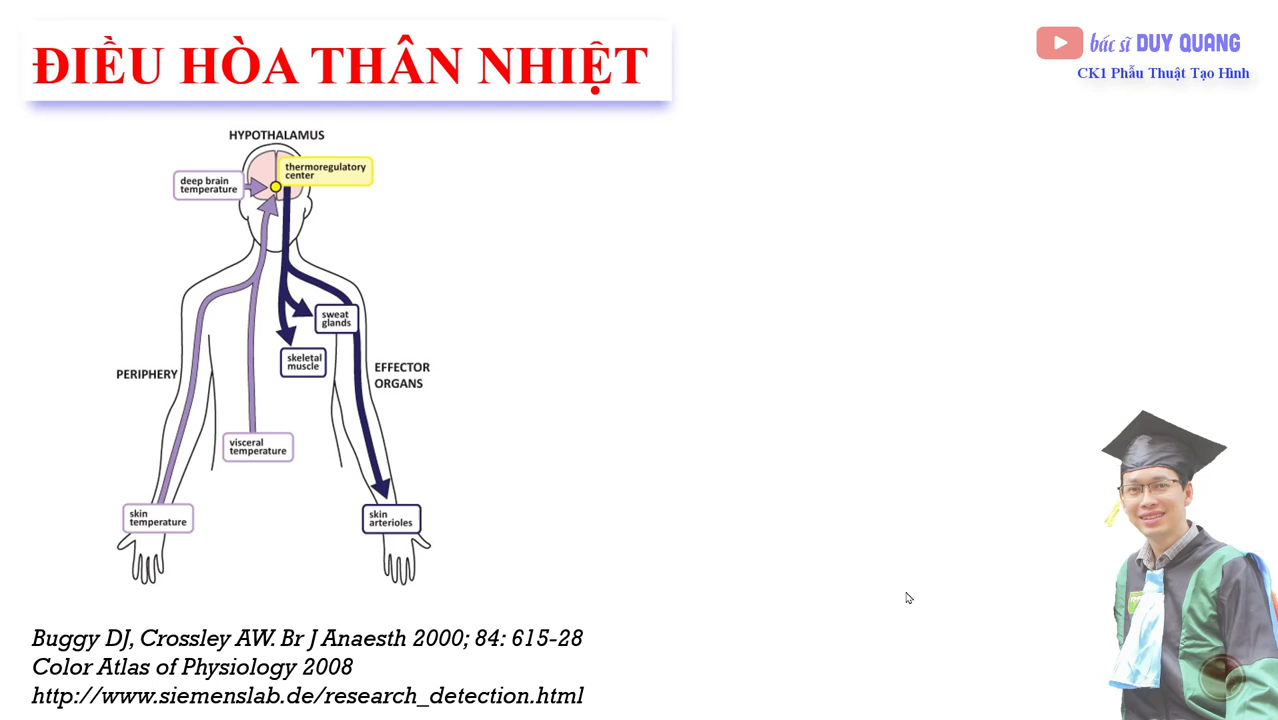 ĐIỀU HÒA THÂN NHIỆT
bác sĩ DUY QUANG
CK1 Phẫu Thuật Tạo Hình
HYPOTHALAMUS
thermoregulatory
center
deep brain
temperature
sweat
glands
skeletal
muscle
PERIPHERY
EFFECTOR
ORGANS
visceral
temperature
skin
temperature
skin
arterioles
Buggy DJ, Crossley AW. Br J Anaesth 2000; 84: 615-28
Color Atlas of Physiology 2008
http://www.siemenslab.de/research_detection.html